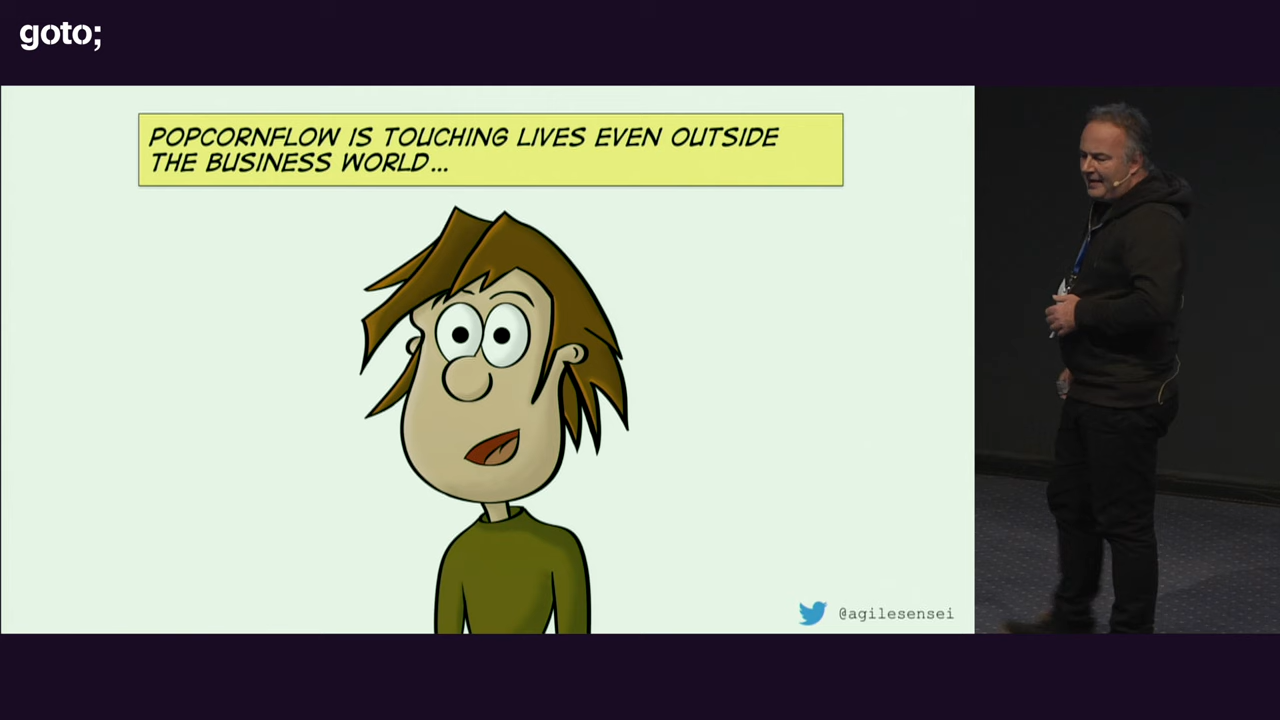 goto;
POPCORNFLOW IS TOUCHING LIVES EVEN OUTSIDE
THE BUSINESS WORLD...
@agilesensei